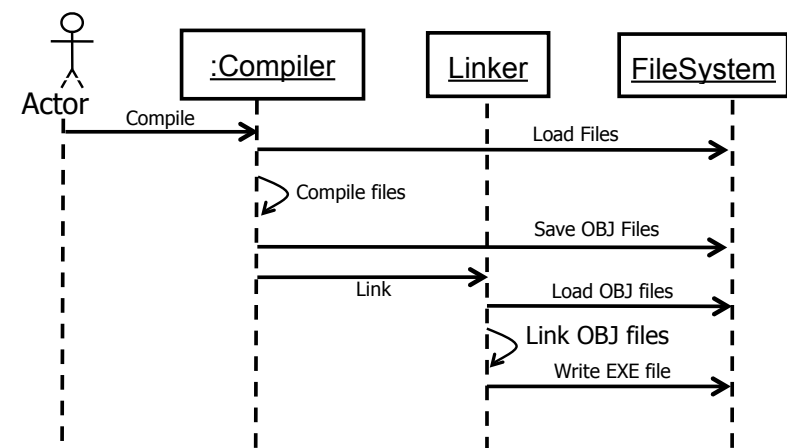 :Compiler
Linker
FileSystem
Actor
Compile
Load Files
Compile files
Save OBJ Files
Link
Load OBJ files
Link OBJ files
Write EXE file